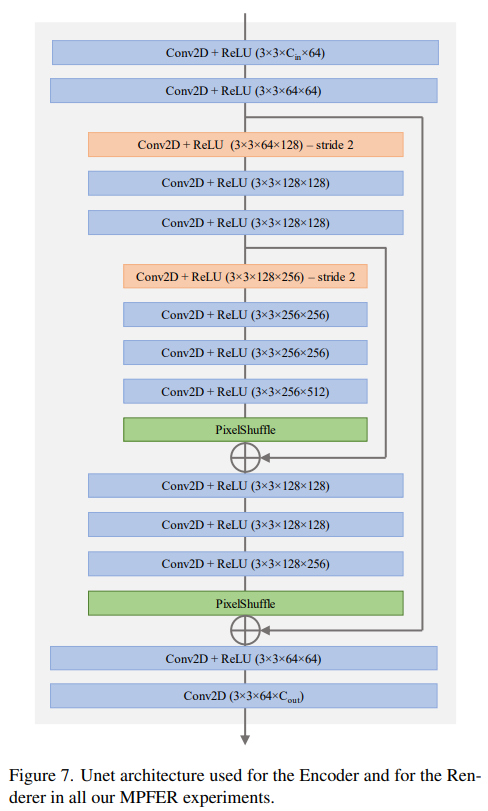 Conv2D + ReLU (3×3×Cin×64)
Conv2D + ReLU (3×3×64×64)
Conv2D + ReLU (3×3×64×128) – stride 2
Conv2D + ReLU (3×3×128×128)
Conv2D + ReLU (3×3×128×128)
Conv2D + ReLU (3×3×128×256) – stride 2
Conv2D + ReLU (3×3×256×256)
Conv2D + ReLU (3×3×256×256)
Conv2D + ReLU (3×3×256×512)
PixelShuffle
Conv2D + ReLU (3×3×128×128)
Conv2D + ReLU (3×3×128×128)
Conv2D + ReLU (3×3×128×256)
PixelShuffle
Conv2D + ReLU (3×3×64×64)
Conv2D (3×3×64×Cout)
Figure 7. Unet architecture used for the Encoder and for the Ren-
derer in all our MPFER experiments.